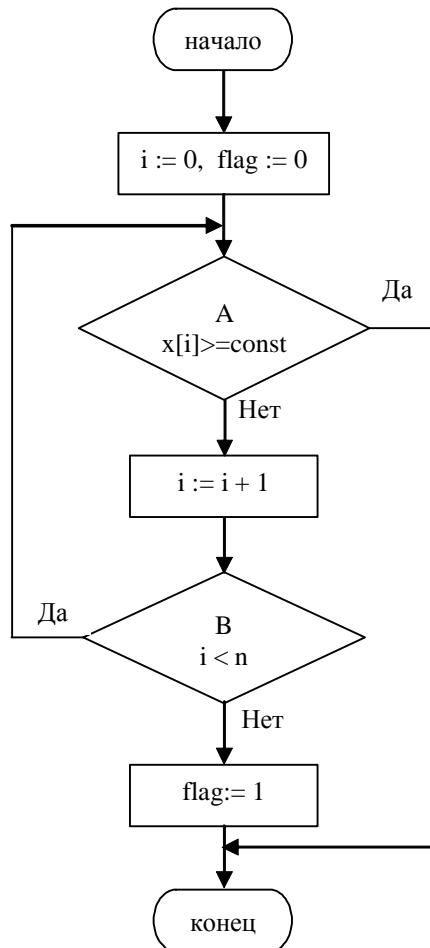 начало
i := 0, flag := 0
A
x[i]>=const
Да
Нет
i := i + 1
B
i < n
Да
Нет
flag:= 1
конец